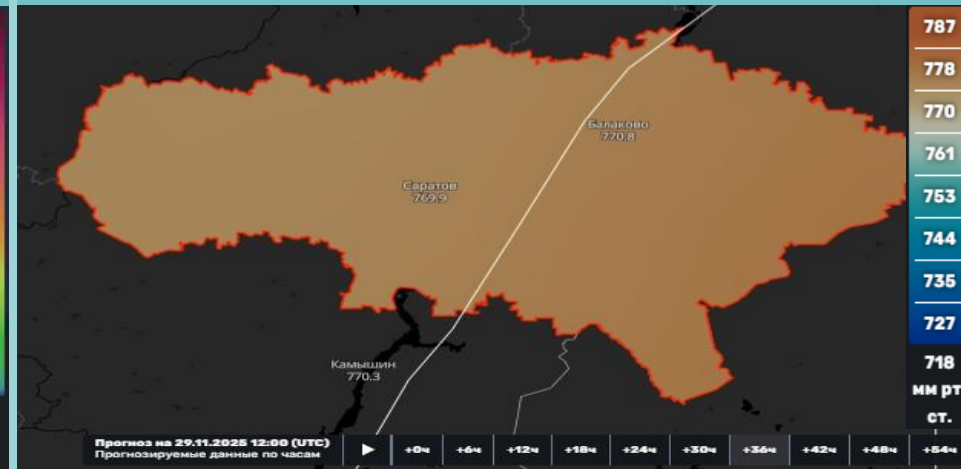 787
778
770
Балаково
770.8
761
Саратов
769.9
753
744
735
727
Камышин
770.3
718
мм рт
ст.
Прогноз на 29.11.2025 12:00 (UTC)
Прогнозируемые данные по часам
+0ч +6ч +12ч +18ч +24ч +30ч +36ч +42ч +48ч +54ч